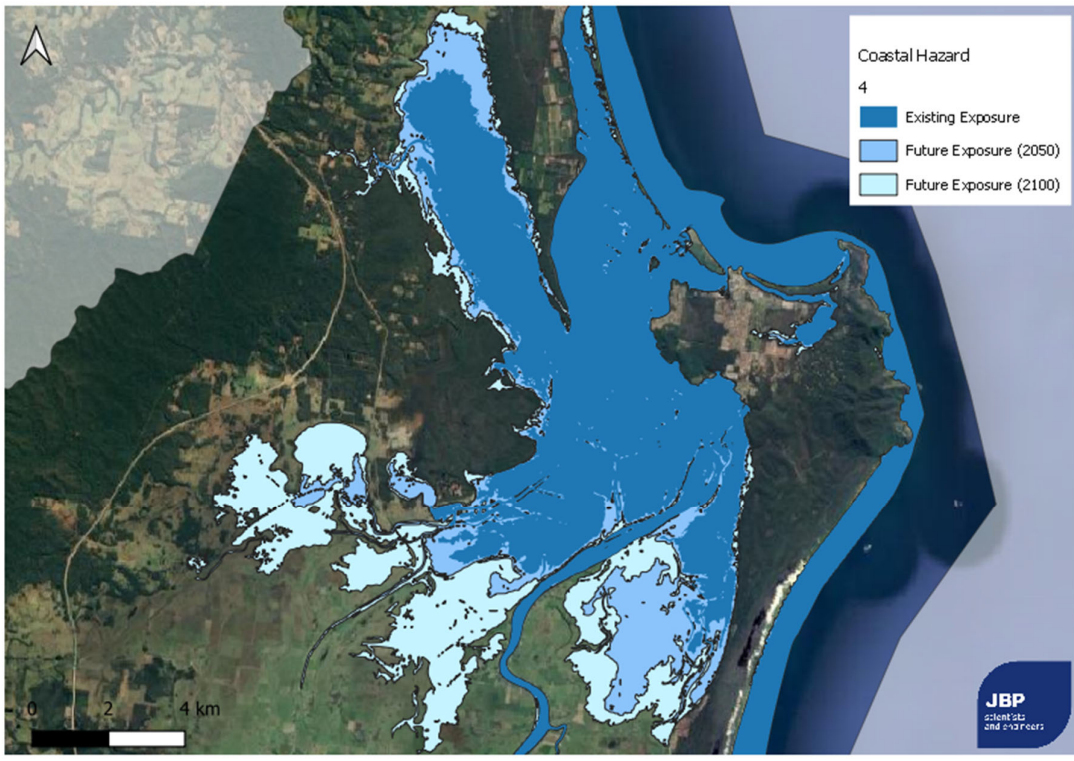 Coastal Hazard
4
Existing Exposure
Future Exposure (2050)
Future Exposure (2100)
0 2 4 km
JBP
scientists
and engineers